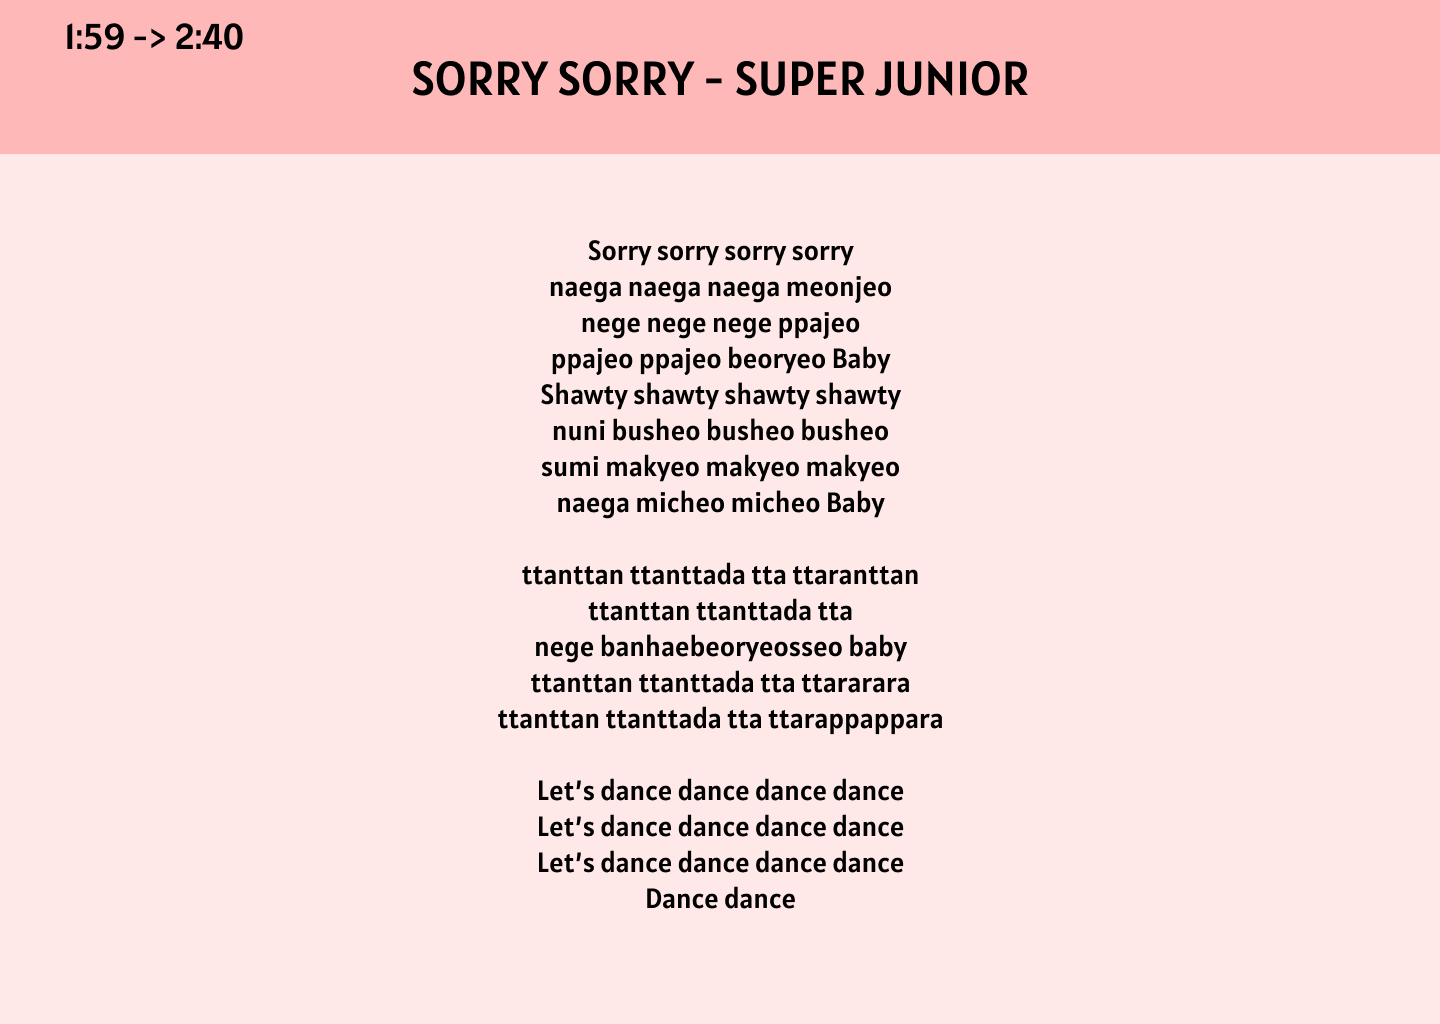 1:59 -> 2:40
SORRY SORRY - SUPER JUNIOR
Sorry sorry sorry sorry
naega naega naega meonjeo
nege nege nege ppajeo
ppajeo ppajeo beoryeo Baby
Shawty shawty shawty shawty
nuni busheo busheo busheo
sumi makyeo makyeo makyeo
naega micheo micheo Baby
ttanttan ttanttada tta ttaranttan
ttanttan ttanttada tta
nege banhaebeoryeosseo baby
ttanttan ttanttada tta ttararara
ttanttan ttanttada tta ttarappappara
Let's dance dance dance dance
Let's dance dance dance dance
Let's dance dance dance dance
Dance dance